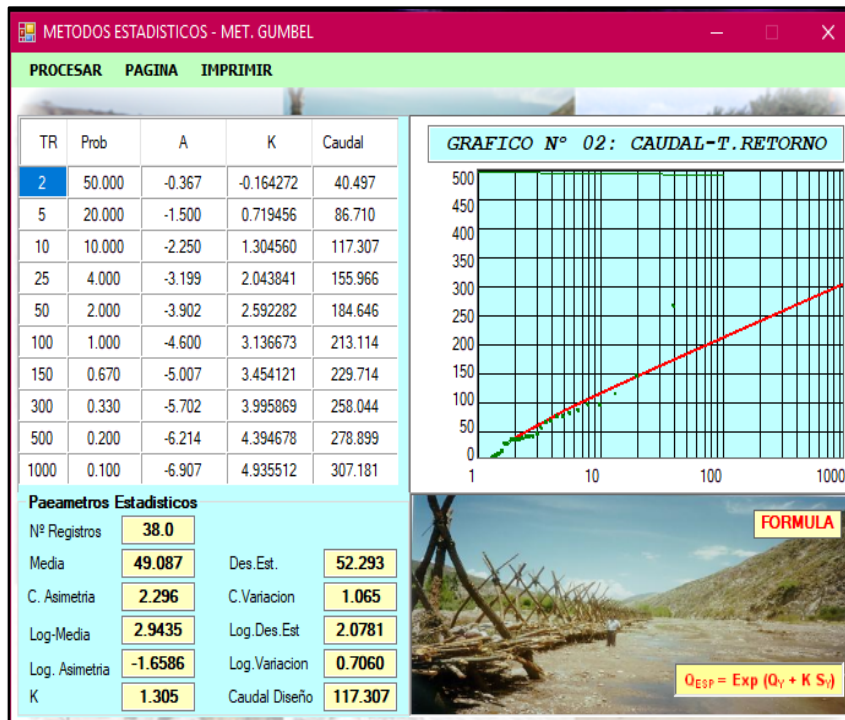 METODOS ESTADISTICOS - MET. GUMBEL
PROCESAR PAGINA IMPRIMIR
TR Prob A K Caudal
2 50.000 -0.367 -0.164272 40.497
5 20.000 -1.500 0.719456 86.710
10 10.000 -2.250 1.304560 117.307
25 4.000 -3.199 2.043841 155.966
50 2.000 -3.902 2.592282 184.646
100 1.000 -4.600 3.136673 213.114
150 0.670 -5.007 3.454121 229.714
300 0.330 -5.702 3.995869 258.044
500 0.200 -6.214 4.394678 278.899
1000 0.100 -6.907 4.935512 307.181
GRAFICO Nº 02: CAUDAL-T.RETORNO
500
450
400
350
300
250
200
150
100
50
0
1 10 100 1000
Paeametros Estadisticos
Nº Registros 38.0
Media 49.087 Des.Est. 52.293
C. Asimetria 2.296 C.Variacion 1.065
Log-Media 2.9435 Log.Des.Est 2.0781
Log. Asimetria -1.6586 Log.Variacion 0.7060
K 1.305 Caudal Diseño 117.307
FORMULA
Q_ESP = Exp (Q_Y + K S_Y)